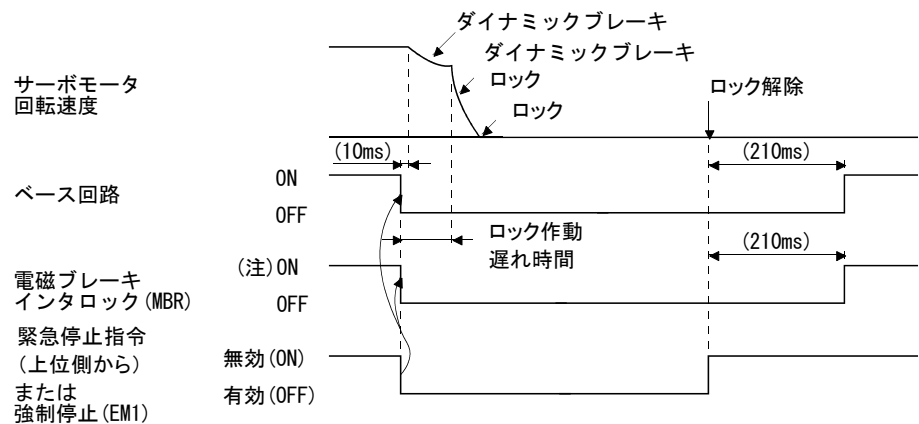 ダイナミックブレーキ
ダイナミックブレーキ
ロック
ロック
ロック解除
サーボモータ
回転速度
(10ms)
(210ms)
ベース回路
ON
OFF
ロック作動
遅れ時間
(210ms)
電磁ブレーキ
インタロック(MBR)
(注)ON
OFF
緊急停止指令
(上位側から)
または
強制停止(EM1)
無効(ON)
有効(OFF)